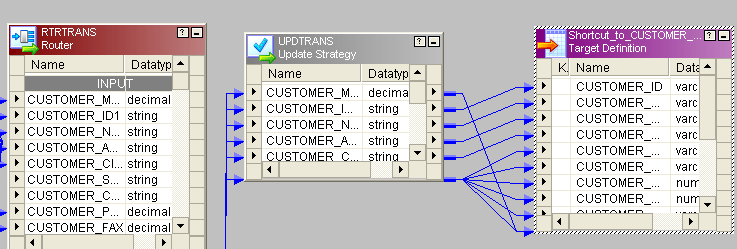 RTRTRANS
Router
Name Datatyp
INPUT
CUSTOMER_M... decimal
CUSTOMER_ID1 string
CUSTOMER_N... string
CUSTOMER_A... string
CUSTOMER_CI... string
CUSTOMER_S... string
CUSTOMER_C... string
CUSTOMER_P... decimal
CUSTOMER_FAX decimal
UPDTRANS
Update Strategy
Name Datatyp
CUSTOMER_M... decima
CUSTOMER_I... string
CUSTOMER_N... string
CUSTOMER_A... string
CUSTOMER_C... string
Shortcut_to_CUSTOMER_...
Target Definition
K Name Data
CUSTOMER_ID varc
CUSTOMER_... varc
CUSTOMER_... varc
CUSTOMER_... varc
CUSTOMER_... varc
CUSTOMER_... num
CUSTOMER_... num
CUSTOMER_... varc